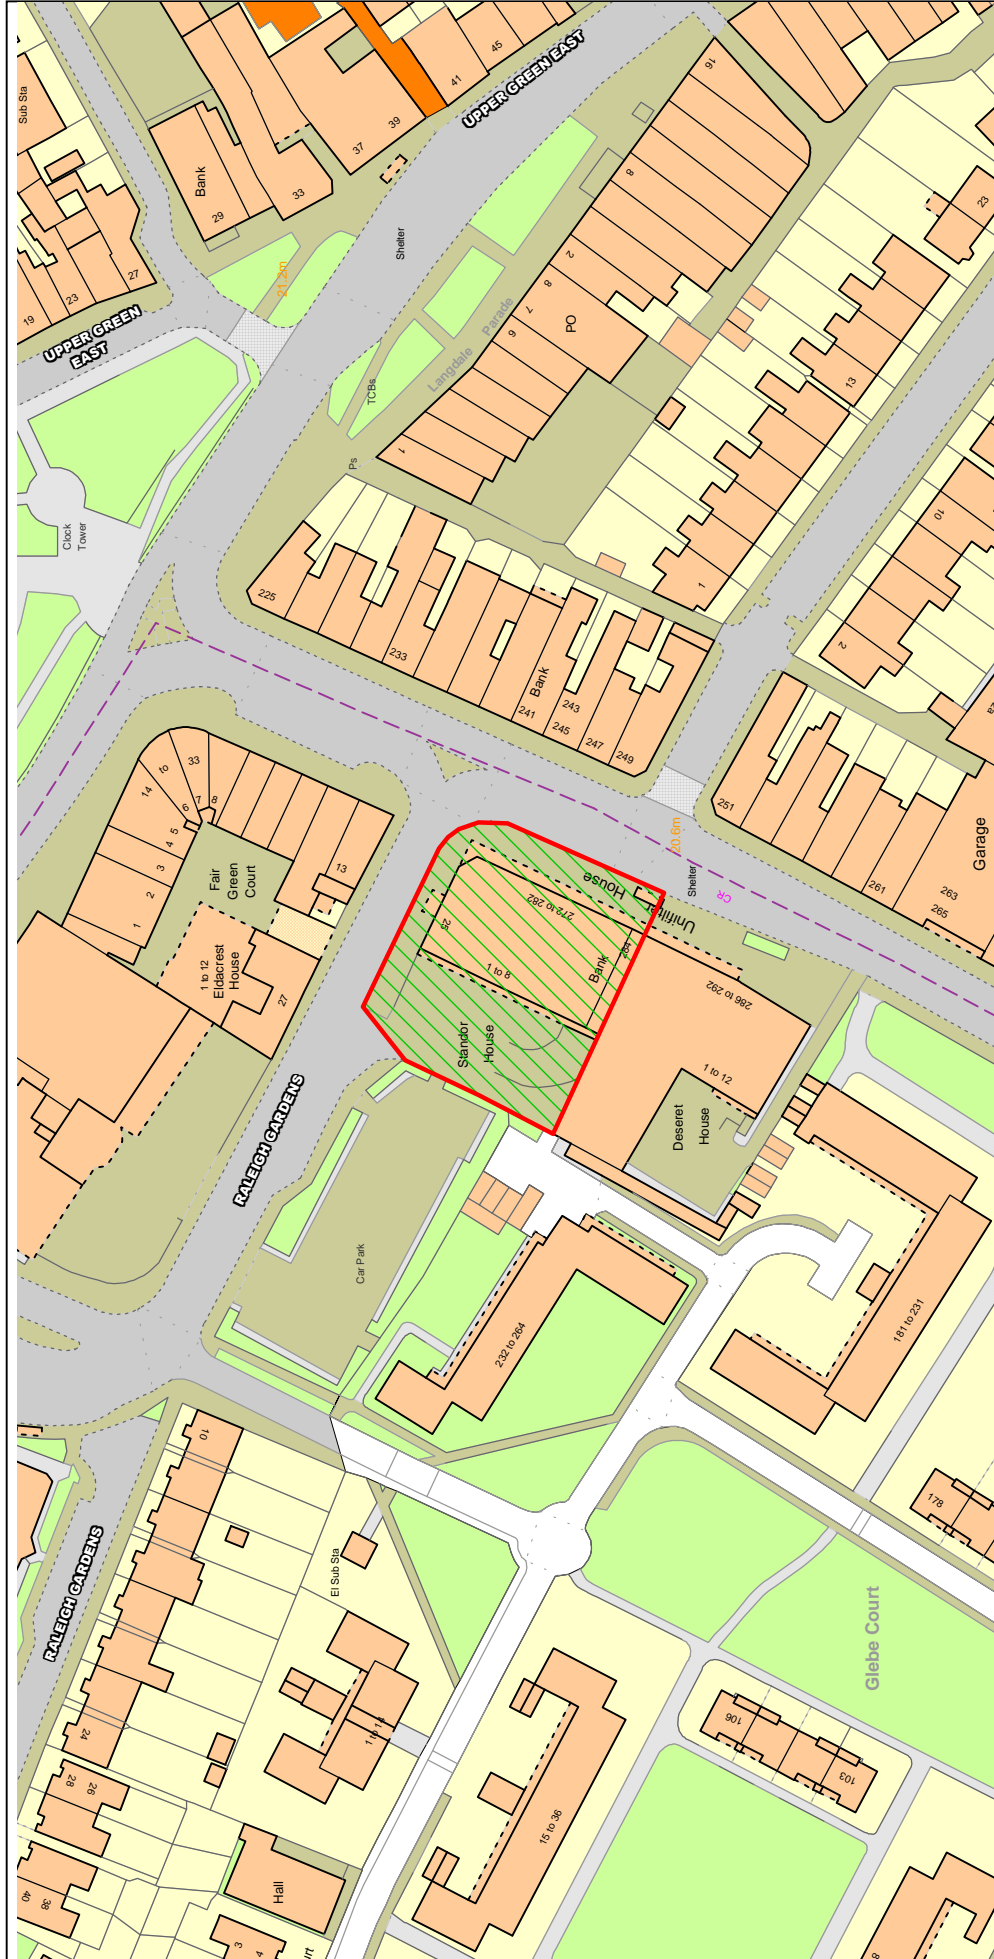 Sub Sta
UPPER GREEN EAST
45
41
39
37
33
Bank
29
27
23
19
UPPER GREEN
EAST
21.2m
Shelter
16
8
2
8
7
6
PO
Langdale Parade
TCBs
Ps
1
23
13
1
10
2
Clock
Tower
225
233
Bank
241
243
245
247
249
251
261
263
265
Garage
20.6m
Shelter
CR
14
to
33
8
7
6
5
4
3
2
1
13
Fair
Green
Court
1 to 12
Eldacrest
House
27
25
272 to 282
1 to 8
Bank
284
House
Standor
House
286 to 292
1 to 12
Deseret
House
RALEIGH GARDENS
Car Park
232 to 264
181 to 231
178
10
RALEIGH GARDENS
El Sub Sta
24
28
26
40
38
1 to 14
15 to 36
Hall
3
4
106
103
Glebe Court